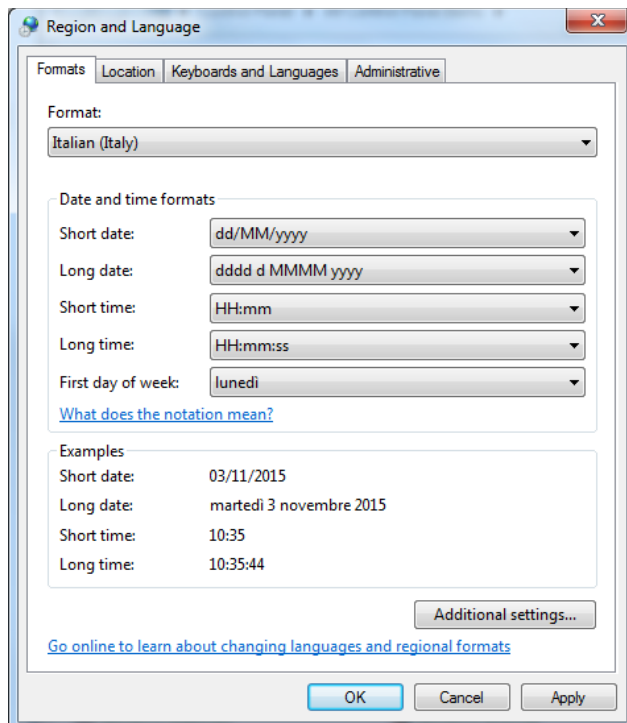 Region and Language
Formats Location Keyboards and Languages Administrative
Format:
Italian (Italy)
Date and time formats
Short date: dd/MM/yyyy
Long date: dddd d MMMM yyyy
Short time: HH:mm
Long time: HH:mm:ss
First day of week: lunedì
What does the notation mean?
Examples
Short date: 03/11/2015
Long date: martedì 3 novembre 2015
Short time: 10:35
Long time: 10:35:44
Additional settings...
Go online to learn about changing languages and regional formats
OK Cancel Apply